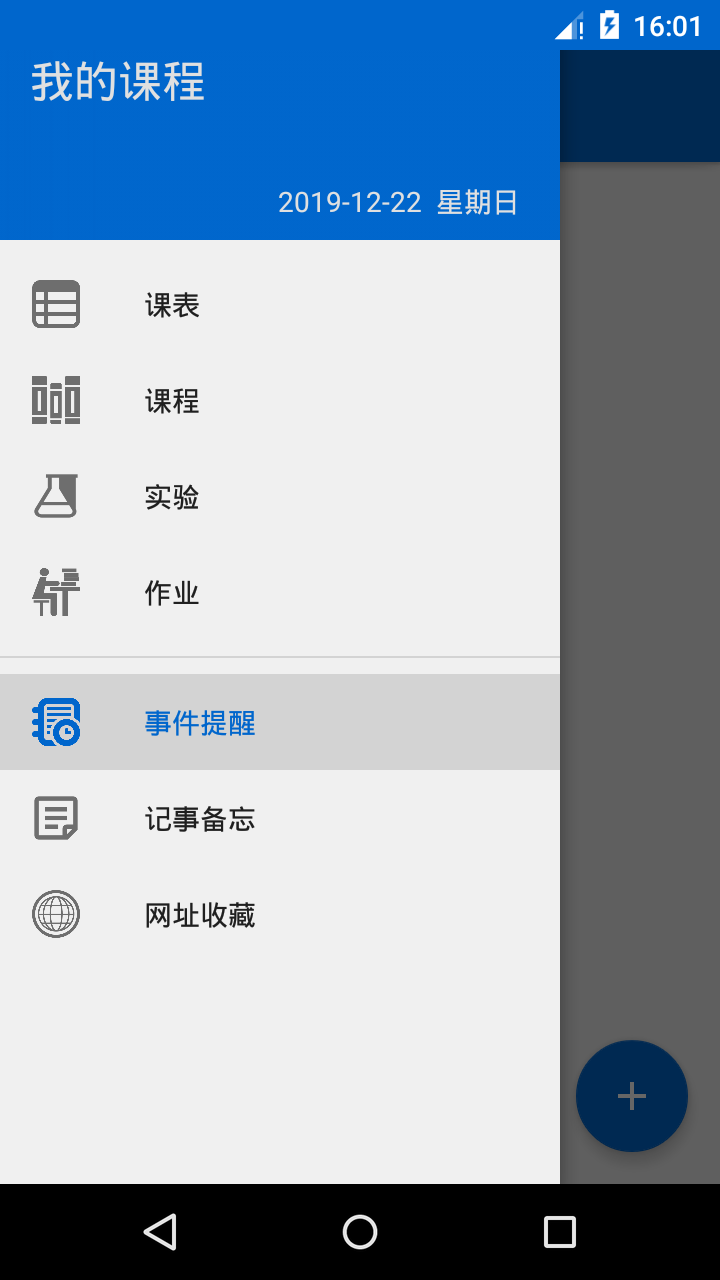 16:01
我的课程
2019-12-22 星期日
课表
课程
实验
作业
事件提醒
记事备忘
网址收藏